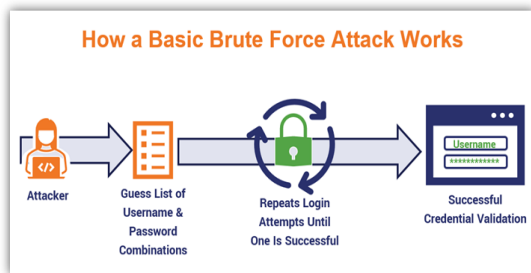 How a Basic Brute Force Attack Works
</>
Attacker
Guess List of
Username &
Password
Combinations
Repeats Login
Attempts Until
One Is Successful
Username
************
Successful
Credential Validation